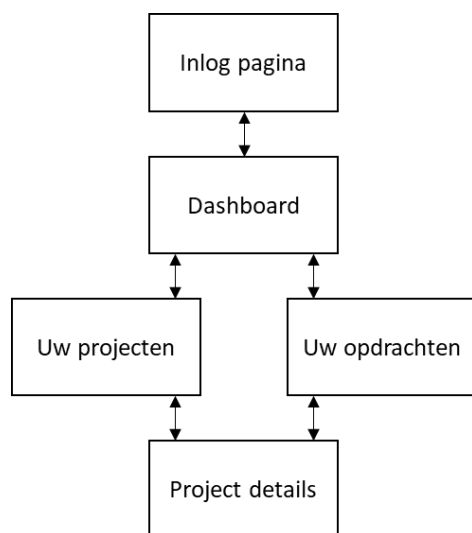 Inlog pagina
Dashboard
Uw projecten
Uw opdrachten
Project details